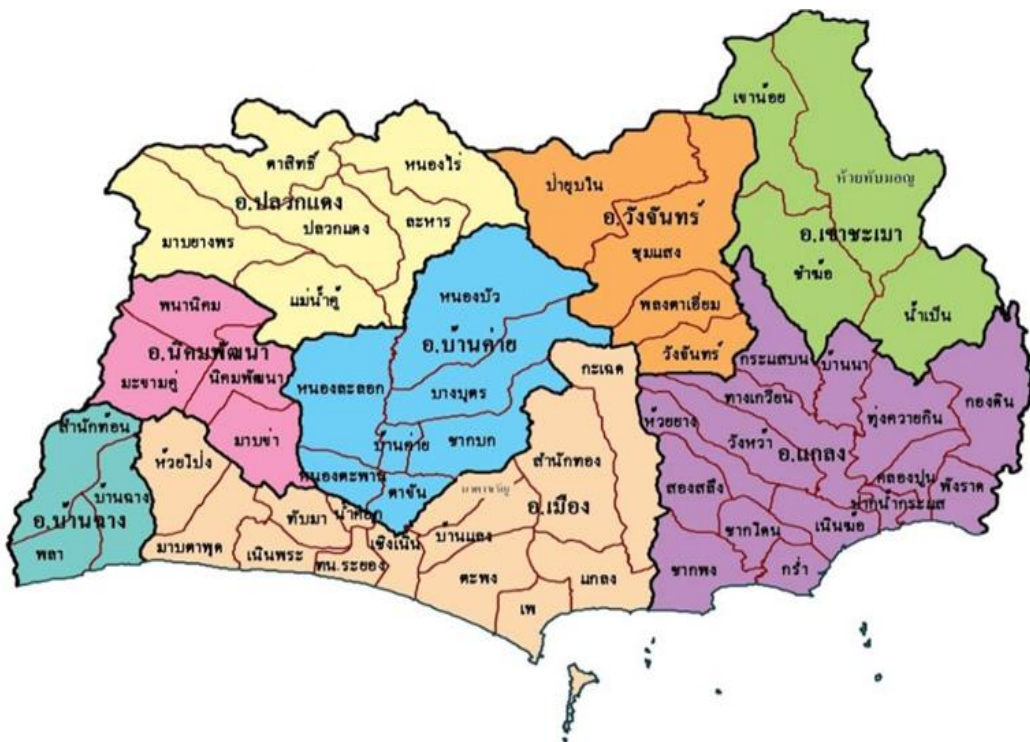 เขาน้อย
ห้วยทับมอญ
อ.เขาชะเมา
ชำฆ้อ
น้ำเป็น
ตาสิทธิ์
หนองไร่
อ.ปลวกแดง
ปลวกแดง
ละหาร
มาบยางพร
แม่น้ำคู้
ป่ายุบใน
อ.วังจันทร์
ชุมแสง
พลงตาเอี่ยม
วังจันทร์
พนานิคม
อ.นิคมพัฒนา
นิคมพัฒนา
มะขามคู่
มาบข่า
หนองบัว
อ.บ้านค่าย
หนองละลอก
บางบุตร
บ้านค่าย
ชากบก
หนองตะพาน
ตาขัน
สำนักท้อน
บ้านฉาง
อ.บ้านฉาง
พลา
กะเฉด
สำนักทอง
อ.เมือง
ห้วยโป่ง
ทับมา
น้ำคอก
เชิงเนิน
บ้านแลง
มาบตาพุด
เนินพระ
ทน.ระยอง
ตะพง
แกลง
เพ
กระแสบน
บ้านนา
ทางเกวียน
กองดิน
ห้วยยาง
วังหว้า
ทุ่งควายกิน
อ.แกลง
คลองปูน
พังราด
สองสลึง
ปากน้ำกระแส
ชากโดน
เนินฆ้อ
ชากพง
กร่ำ